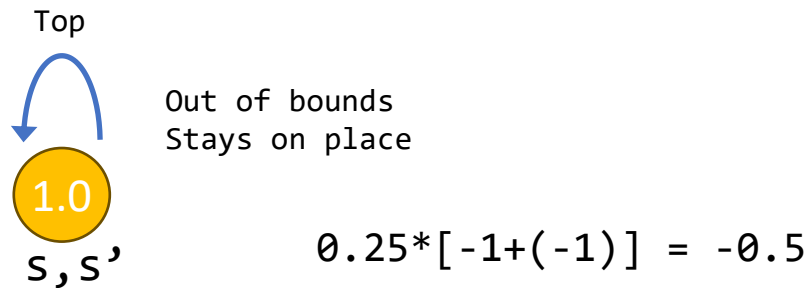 Top
Out of bounds
Stays on place
1.0
s,s’
0.25*[-1+(-1)] = -0.5